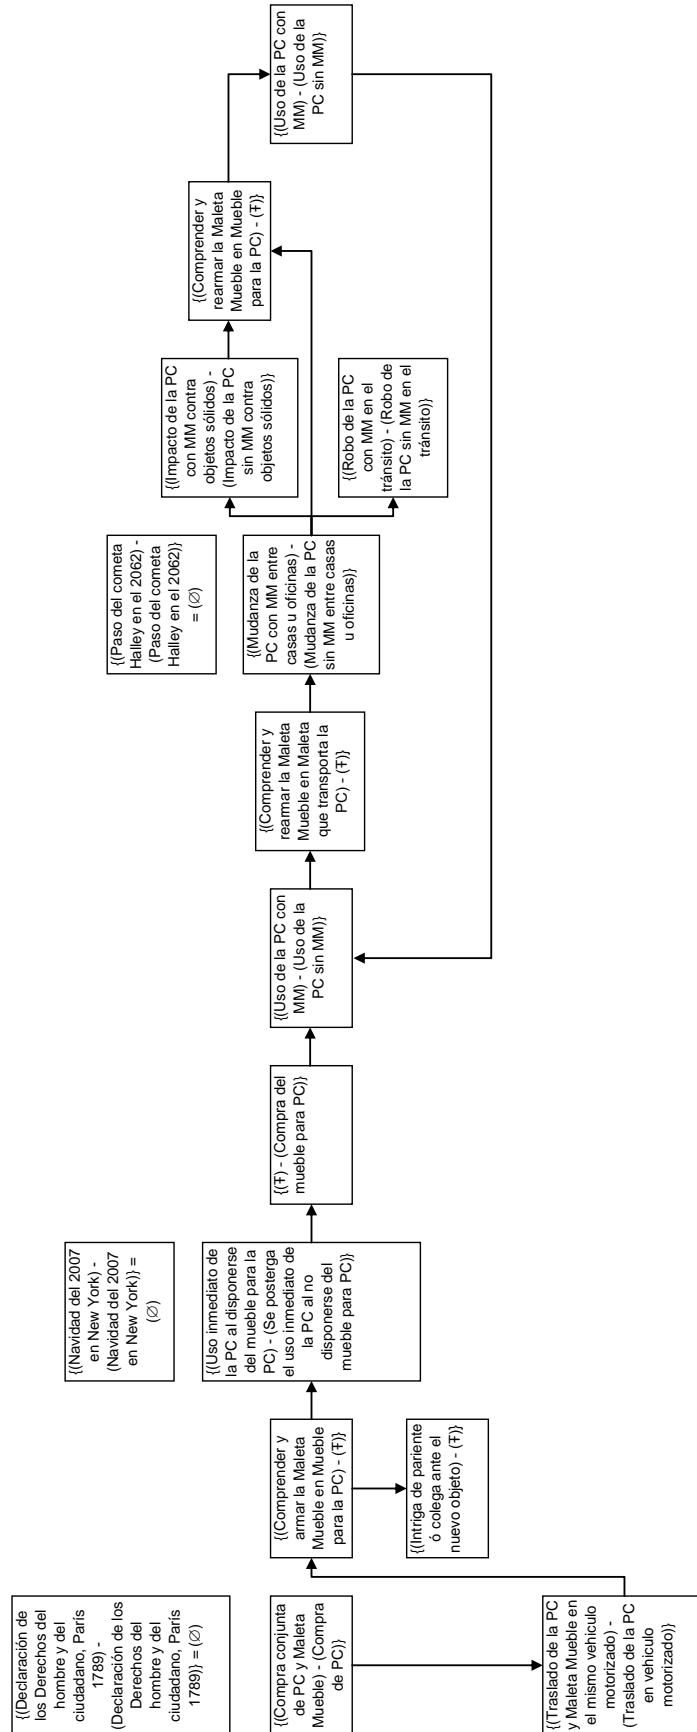 {(Declaración de
los Derechos del
hombre y del
ciudadano, París
1789) -
(Declaración de los
Derechos del
hombre y del
ciudadano, París
1789)} = (∅)
{(Compra conjunta
de PC y Maleta
Mueble) - (Compra
de PC)}
{(Traslado de la PC
y Maleta Mueble en
el mismo vehículo
motorizado) -
(Traslado de la PC
en vehículo
motorizado)}
{(Comprender y
armar la Maleta
Mueble en Mueble
para la PC) - (Ŧ)}
{(Intriga de pariente
ó colega ante el
nuevo objeto) - (Ŧ)}
{(Navidad del 2007
en New York) -
(Navidad del 2007
en New York)} =
(∅)
{(Uso inmediato de
la PC al disponerse
del mueble para la
PC) - (Se posterga
el uso inmediato de
la PC al no
disponerse del
mueble para PC)}
{(Ŧ) - (Compra del
mueble para PC)}
{(Uso de la PC con
MM) - (Uso de la
PC sin MM)}
{(Comprender y
rearmar la Maleta
Mueble en Maleta
que transporta la
PC) - (Ŧ)}
{(Paso del cometa
Halley en el 2062) -
(Paso del cometa
Halley en el 2062)}
= (∅)
{(Mudanza de la
PC con MM entre
casas u oficinas) -
(Mudanza de la PC
sin MM entre casas
u oficinas)}
{(Impacto de la PC
con MM contra
objetos sólidos) -
(Impacto de la PC
sin MM contra
objetos sólidos)}
{(Robo de la PC
con MM en el
tránsito) - (Robo de
la PC sin MM en el
tránsito)}
{(Comprender y
rearmar la Maleta
Mueble en Mueble
para la PC) - (Ŧ)}
{(Uso de la PC con
MM) - (Uso de la
PC sin MM)}